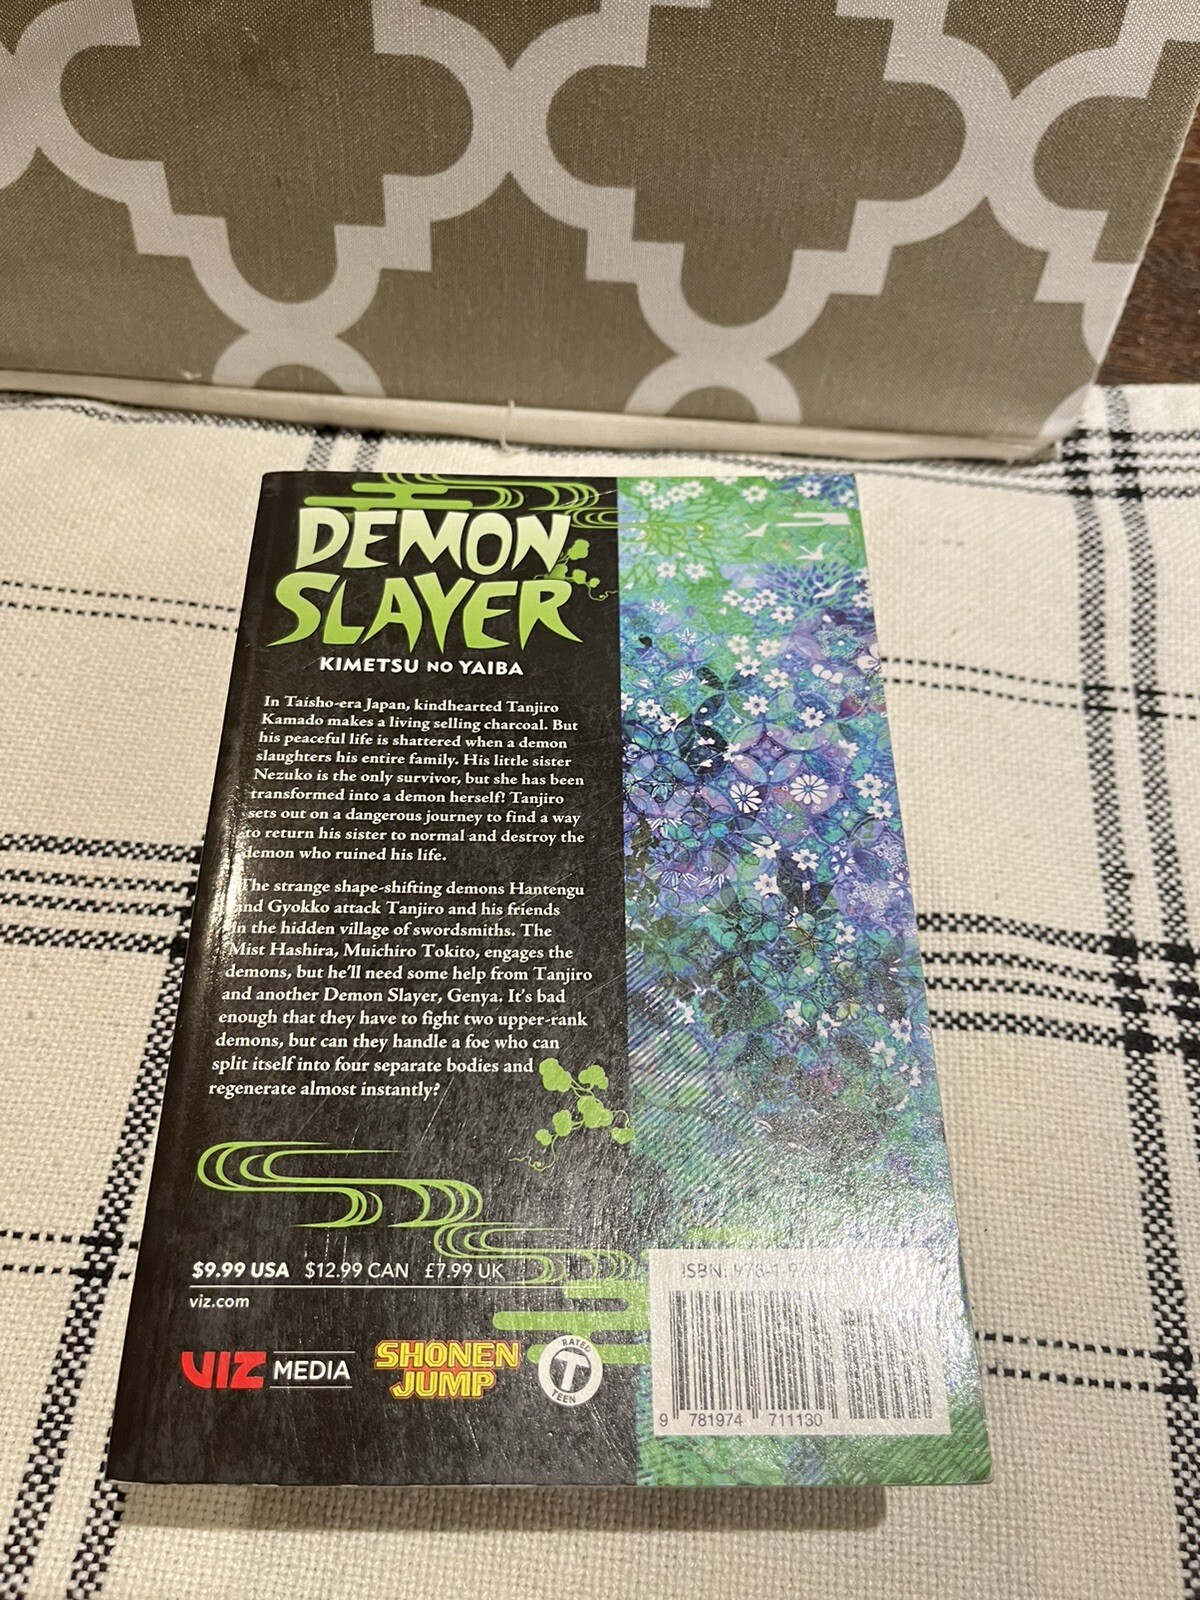 DEMON
SLAYER
KIMETSU NO YAIBA
In Taisho-era Japan, kindhearted Tanjiro
Kamado makes a living selling charcoal. But
his peaceful life is shattered when a demon
slaughters his entire family. His little sister
Nezuko is the only survivor, but she has been
transformed into a demon herself! Tanjiro
sets out on a dangerous journey to find a way
to return his sister to normal and destroy the
demon who ruined his life.
The strange shape-shifting demons Hantengu
and Gyokko attack Tanjiro and his friends
in the hidden village of swordsmiths. The
Mist Hashira, Muichiro Tokito, engages the
demons, but he'll need some help from Tanjiro
and another Demon Slayer, Genya. It's bad
enough that they have to fight two upper-rank
demons, but can they handle a foe who can
split itself into four separate bodies and
regenerate almost instantly?
$9.99 USA $12.99 CAN £7.99 UK
viz.com
VIZ MEDIA
SHONEN
JUMP
RATED
T
TEEN
ISBN: 978-1-97
9 781974 711130